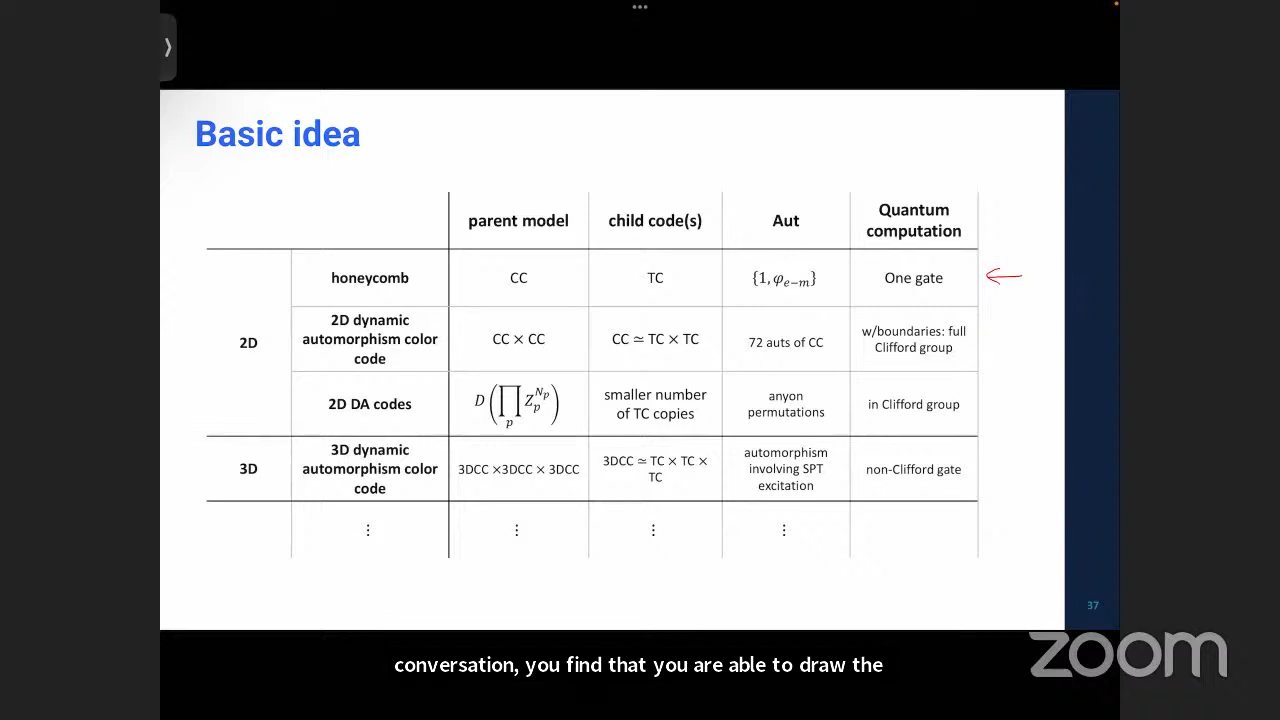 Basic idea
parent model
child code(s)
Aut
Quantum
computation
2D
honeycomb
CC
TC
{1, φ_{e−m}}
One gate
2D dynamic
automorphism color
code
CC × CC
CC ≃ TC × TC
72 auts of CC
w/boundaries: full
Clifford group
2D DA codes
D(∏_p Z_p^{N_p})
smaller number
of TC copies
anyon
permutations
in Clifford group
3D
3D dynamic
automorphism color
code
3DCC ×3DCC × 3DCC
3DCC ≃ TC × TC ×
TC
automorphism
involving SPT
excitation
non-Clifford gate
⋮
⋮
⋮
⋮
37
conversation, you find that you are able to draw the
zoom